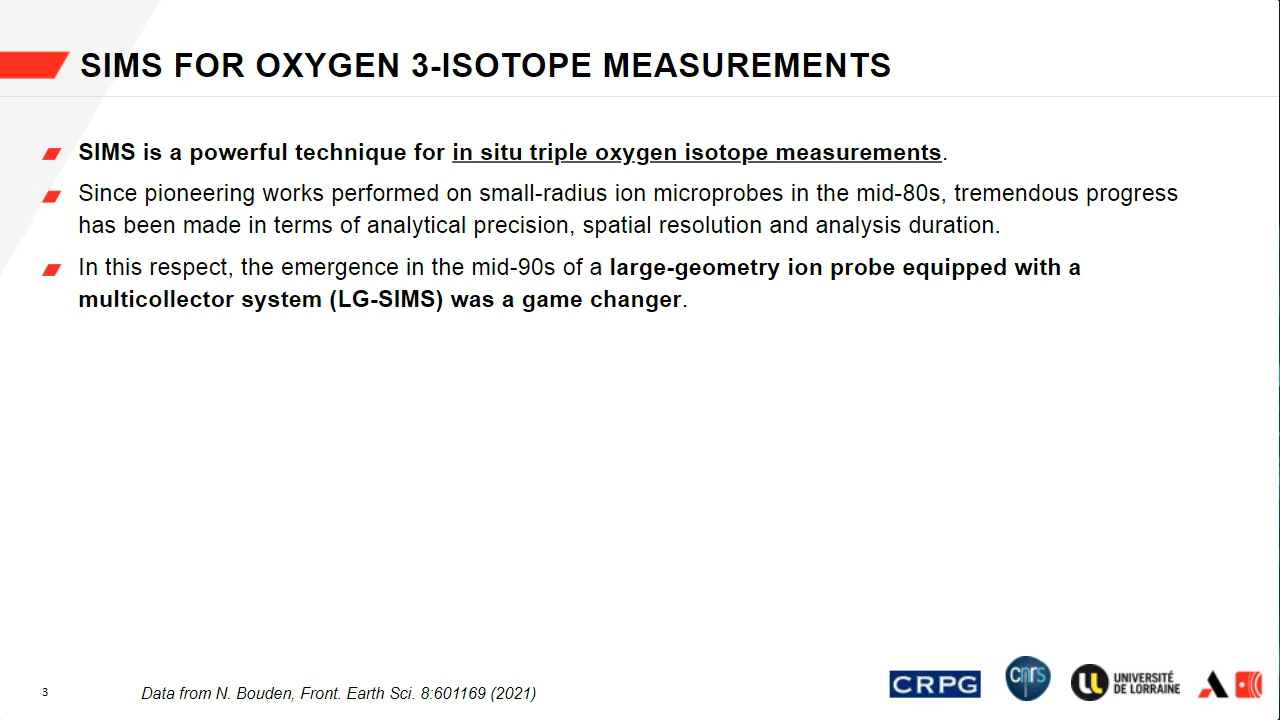 SIMS FOR OXYGEN 3-ISOTOPE MEASUREMENTS
SIMS is a powerful technique for in situ triple oxygen isotope measurements.
Since pioneering works performed on small-radius ion microprobes in the mid-80s, tremendous progress
has been made in terms of analytical precision, spatial resolution and analysis duration.
In this respect, the emergence in the mid-90s of a large-geometry ion probe equipped with a
multicollector system (LG-SIMS) was a game changer.
3
Data from N. Bouden, Front. Earth Sci. 8:601169 (2021)
CRPG
cnrs
UNIVERSITÉ
DE LORRAINE